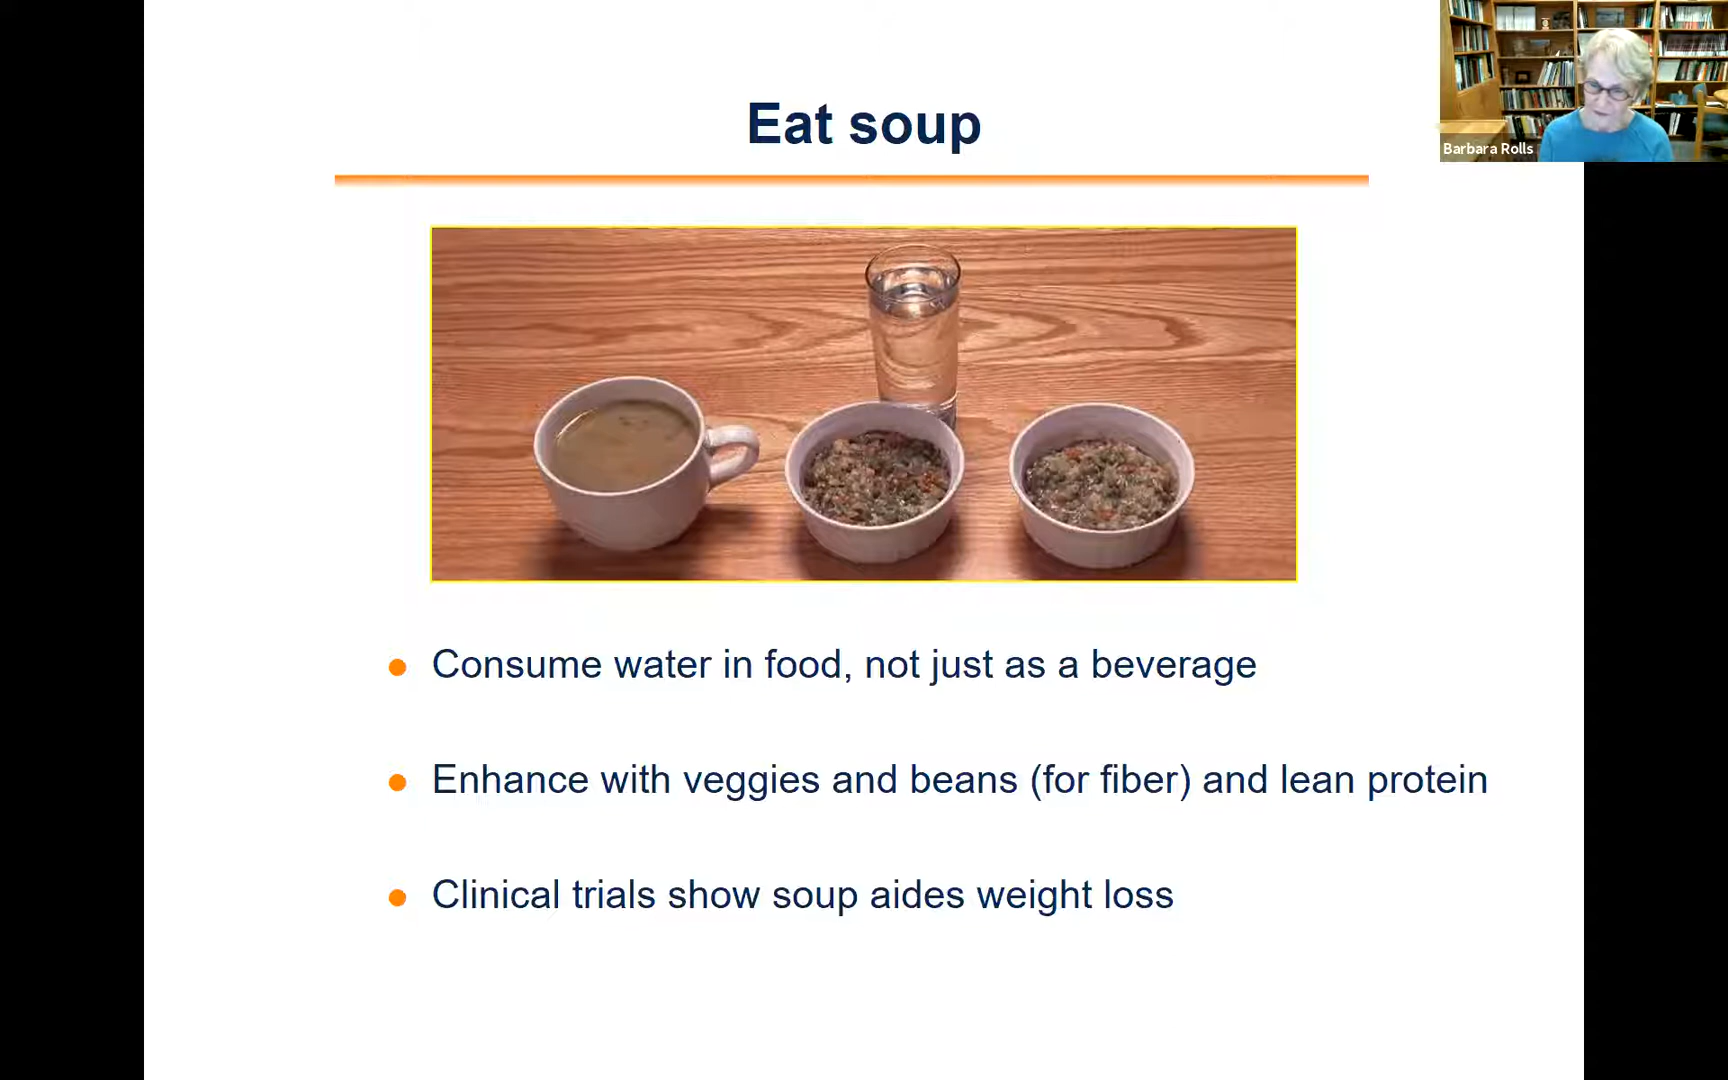 Eat soup
Barbara Rolls
Consume water in food, not just as a beverage
Enhance with veggies and beans (for fiber) and lean protein
Clinical trials show soup aides weight loss